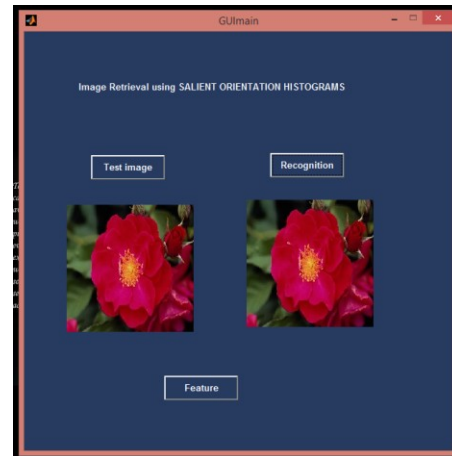 GUImain
Image Retrieval using SALIENT ORIENTATION HISTOGRAMS
Test image
Recognition
Feature